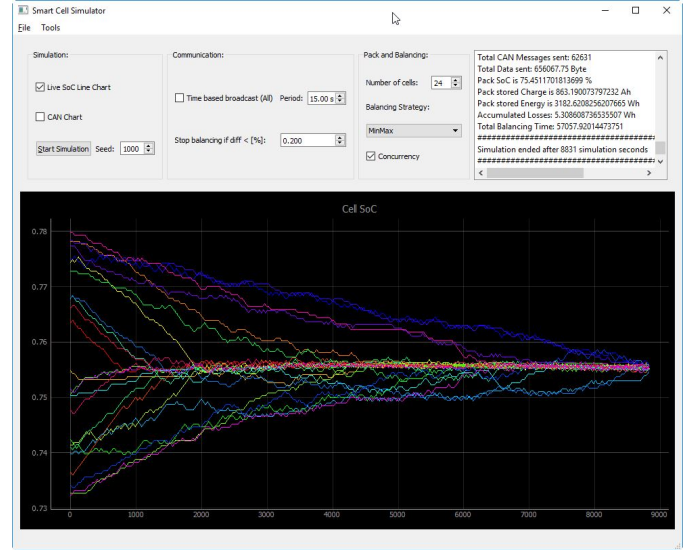 Smart Cell Simulator
File Tools
Simulation:
Live SoC Line Chart
CAN Chart
Start Simulation Seed: 1000
Communication:
Time based broadcast (All) Period: 15.00 s
Stop balancing if diff < [%]: 0.200
Pack and Balancing:
Number of cells: 24
Balancing Strategy:
MinMax
Concurrency
Total CAN Messages sent: 62631
Total Data sent: 656067.75 Byte
Pack SoC is 75.4511701813699 %
Pack stored Charge is 863.190073797232 Ah
Pack stored Energy is 3182.6208256207665 Wh
Accumulated Losses: 5.308608736535507 Wh
Total Balancing Time: 57057.92014473751
####################################
Simulation ended after 8831 simulation seconds
####################################
Cell SoC
0.78
0.77
0.76
0.75
0.74
0.73
0 1000 2000 3000 4000 5000 6000 7000 8000 9000